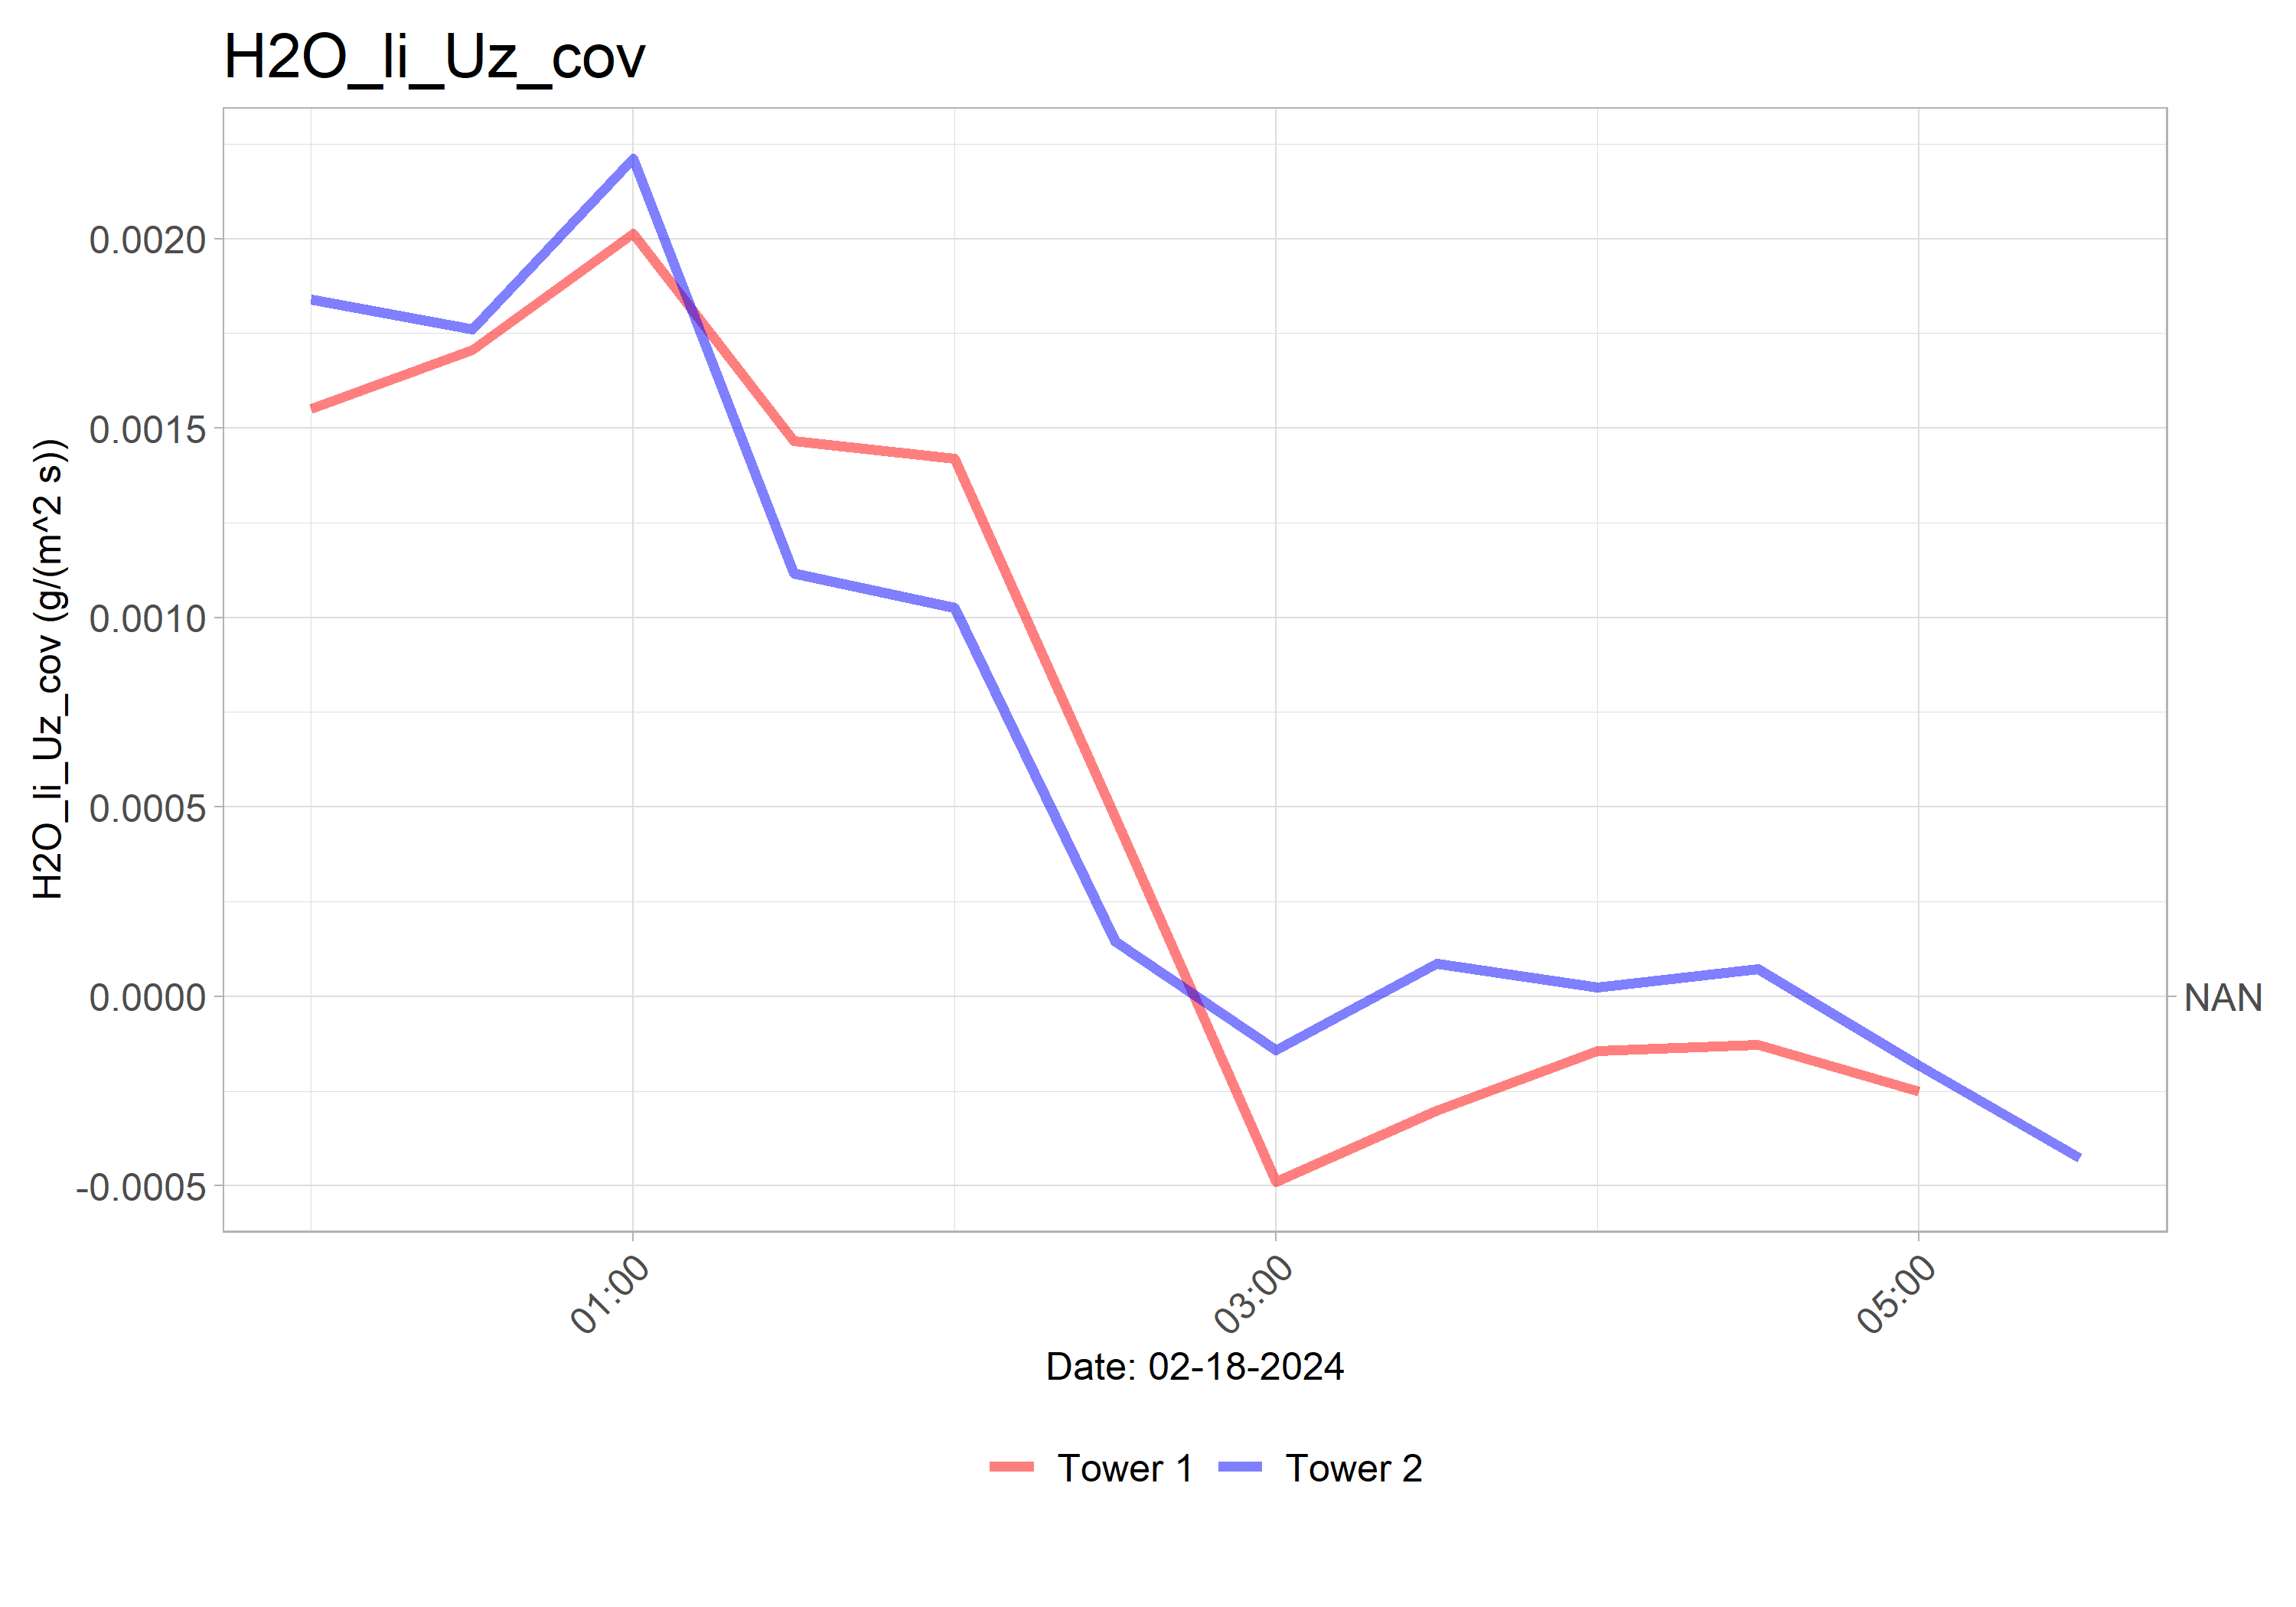 H2O_li_Uz_cov
H2O_li_Uz_cov (g/(m^2 s))
0.0020
0.0015
0.0010
0.0005
0.0000
-0.0005
NAN
01:00
03:00
05:00
Date: 02-18-2024
Tower 1
Tower 2